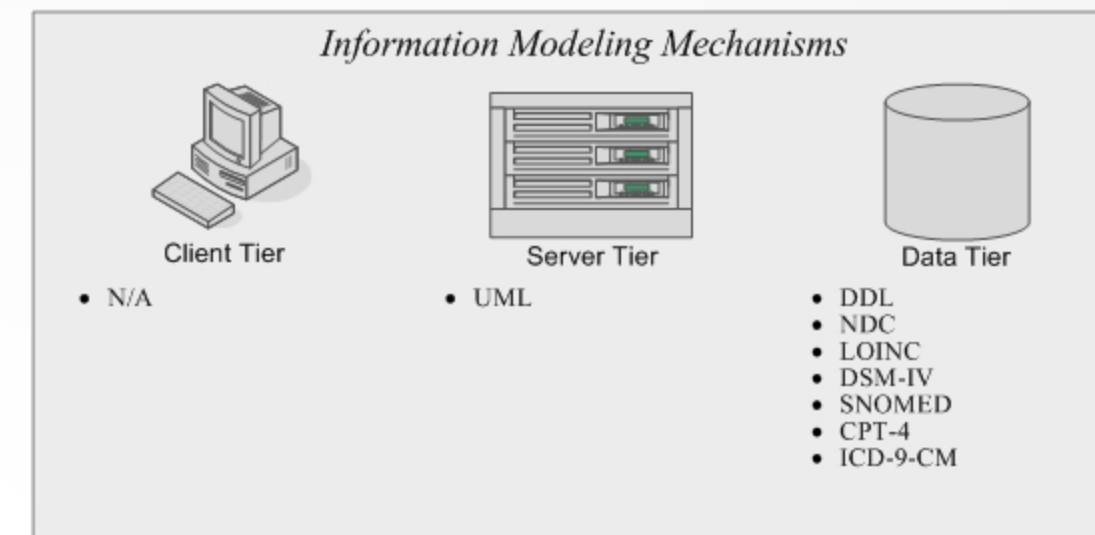 Information Modeling Mechanisms
Client Tier
• N/A
Server Tier
• UML
Data Tier
• DDL
• NDC
• LOINC
• DSM-IV
• SNOMED
• CPT-4
• ICD-9-CM